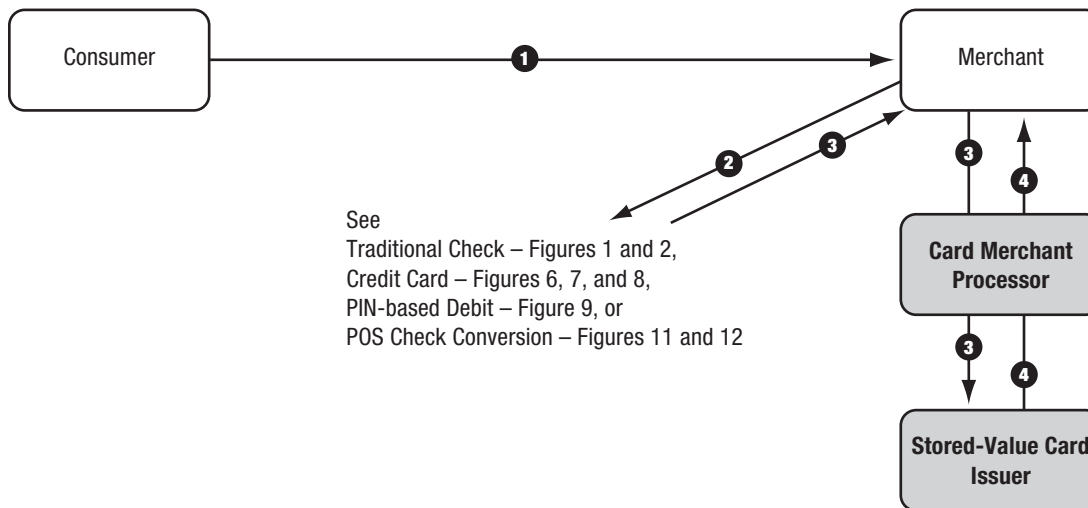 Consumer
1
Merchant
2
3
3
4
See
Traditional Check – Figures 1 and 2,
Credit Card – Figures 6, 7, and 8,
PIN-based Debit – Figure 9, or
POS Check Conversion – Figures 11 and 12
Card Merchant
Processor
3
4
Stored-Value Card
Issuer